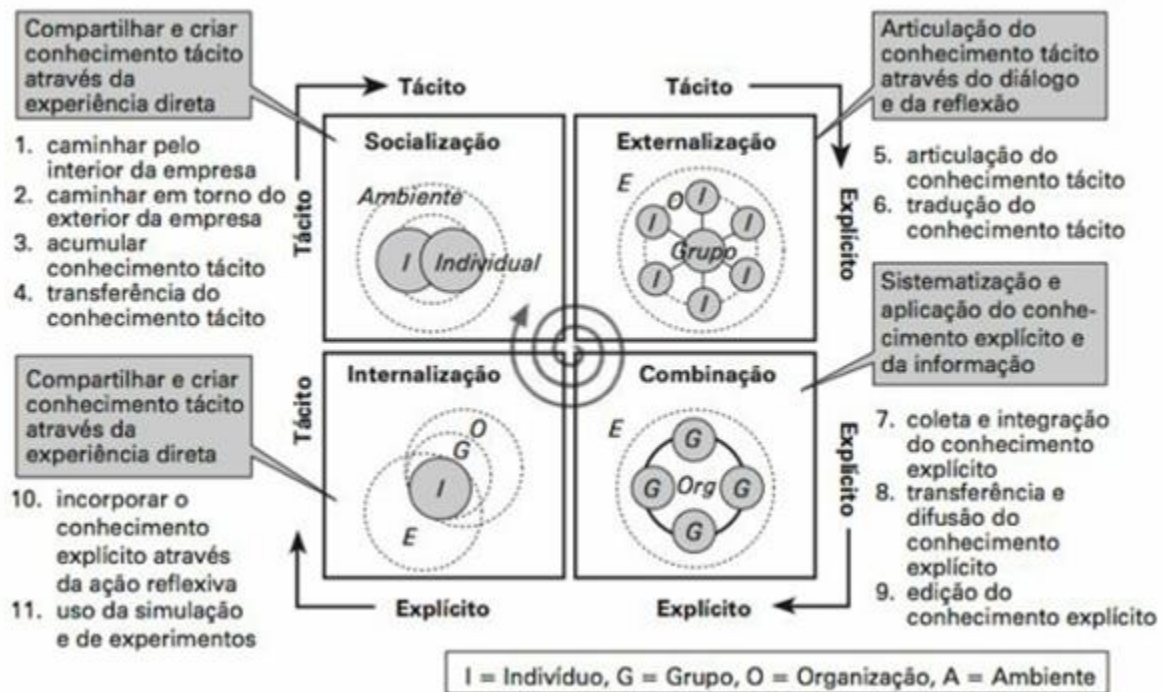 Compartilhar e criar
conhecimento tácito
através da
experiência direta
1. caminhar pelo
interior da empresa
2. caminhar em torno do
exterior da empresa
3. acumular
conhecimento tácito
4. transferência do
conhecimento tácito
Tácito
Tácito
Socialização
Ambiente
I
Individual
Tácito
Explícito
Externalização
E
O
I
I
I
Grupo
I
I
I
Articulação do
conhecimento tácito
através do diálogo
e da reflexão
5. articulação do
conhecimento tácito
6. tradução do
conhecimento tácito
Compartilhar e criar
conhecimento tácito
através da
experiência direta
10. incorporar o
conhecimento
explícito através
da ação reflexiva
11. uso da simulação
e de experimentos
Tácito
Internalização
O
G
I
E
Explícito
Combinação
E
G
G
Org
G
G
Explícito
Explícito
Sistematização e
aplicação do conhe-
cimento explícito e
da informação
7. coleta e integração
do conhecimento
explícito
8. transferência e
difusão do
conhecimento
explícito
9. edição do
conhecimento explícito
I = Indivíduo, G = Grupo, O = Organização, A = Ambiente